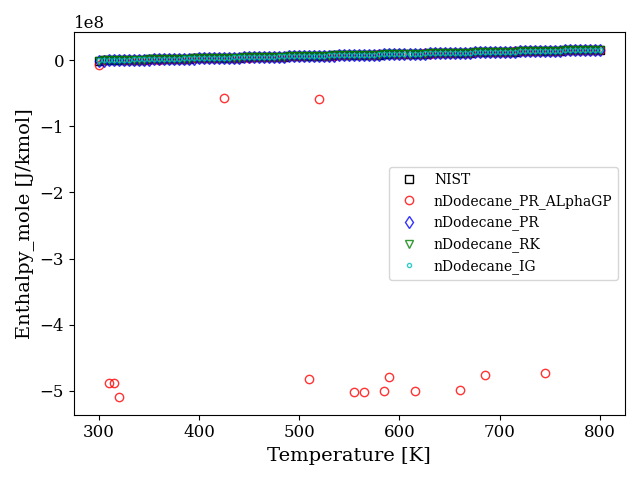 1e8
Enthalpy_mole [J/kmol]
0
−1
−2
−3
−4
−5
NIST
nDodecane_PR_ALphaGP
nDodecane_PR
nDodecane_RK
nDodecane_IG
300
400
500
600
700
800
Temperature [K]